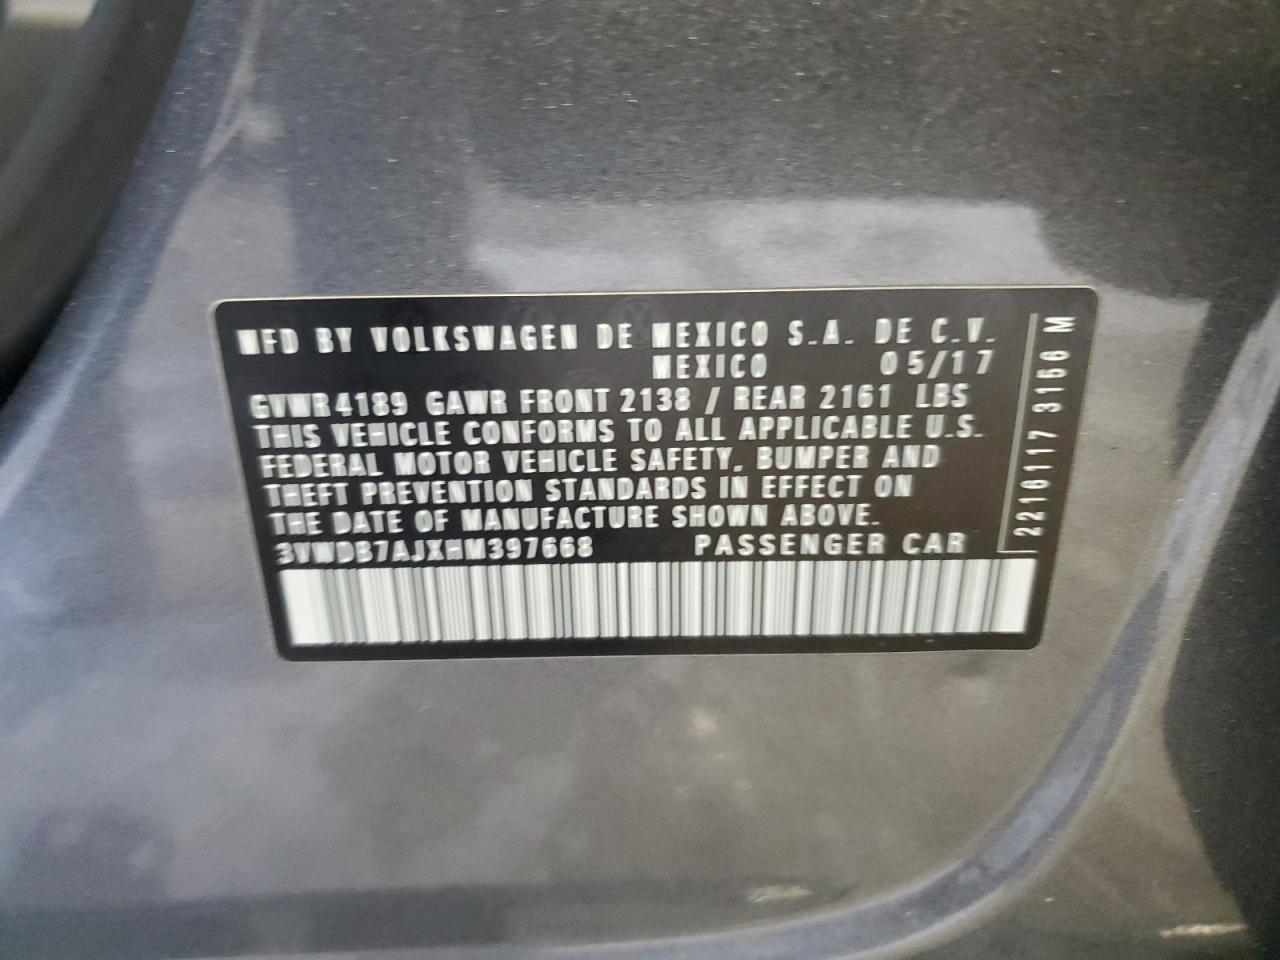 MFD BY VOLKSWAGEN DE MEXICO S.A. DE C.V.
MEXICO 05/17
GVWR 4189 GAWR FRONT 2138 / REAR 2161 LBS
THIS VEHICLE CONFORMS TO ALL APPLICABLE U.S.
FEDERAL MOTOR VEHICLE SAFETY, BUMPER AND
THEFT PREVENTION STANDARDS IN EFFECT ON
THE DATE OF MANUFACTURE SHOWN ABOVE.
3VWDB7AJXHM397668 PASSENGER CAR
2216117 3156 M